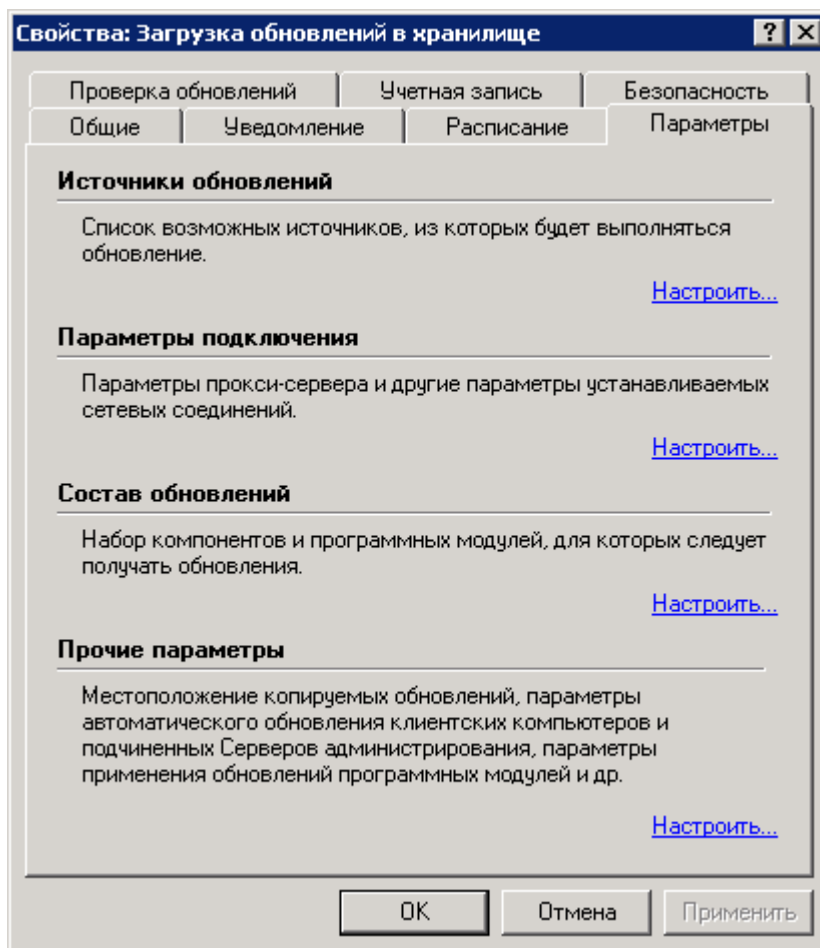 Свойства: Загрузка обновлений в хранилище
Проверка обновлений
Учетная запись
Безопасность
Общие
Уведомление
Расписание
Параметры
Источники обновлений
Список возможных источников, из которых будет выполняться
обновление.
Настроить...
Параметры подключения
Параметры прокси-сервера и другие параметры устанавливаемых
сетевых соединений.
Настроить...
Состав обновлений
Набор компонентов и программных модулей, для которых следует
получать обновления.
Настроить...
Прочие параметры
Местоположение копируемых обновлений, параметры
автоматического обновления клиентских компьютеров и
подчиненных Серверов администрирования, параметры
применения обновлений программных модулей и др.
Настроить...
OK
Отмена
Применить